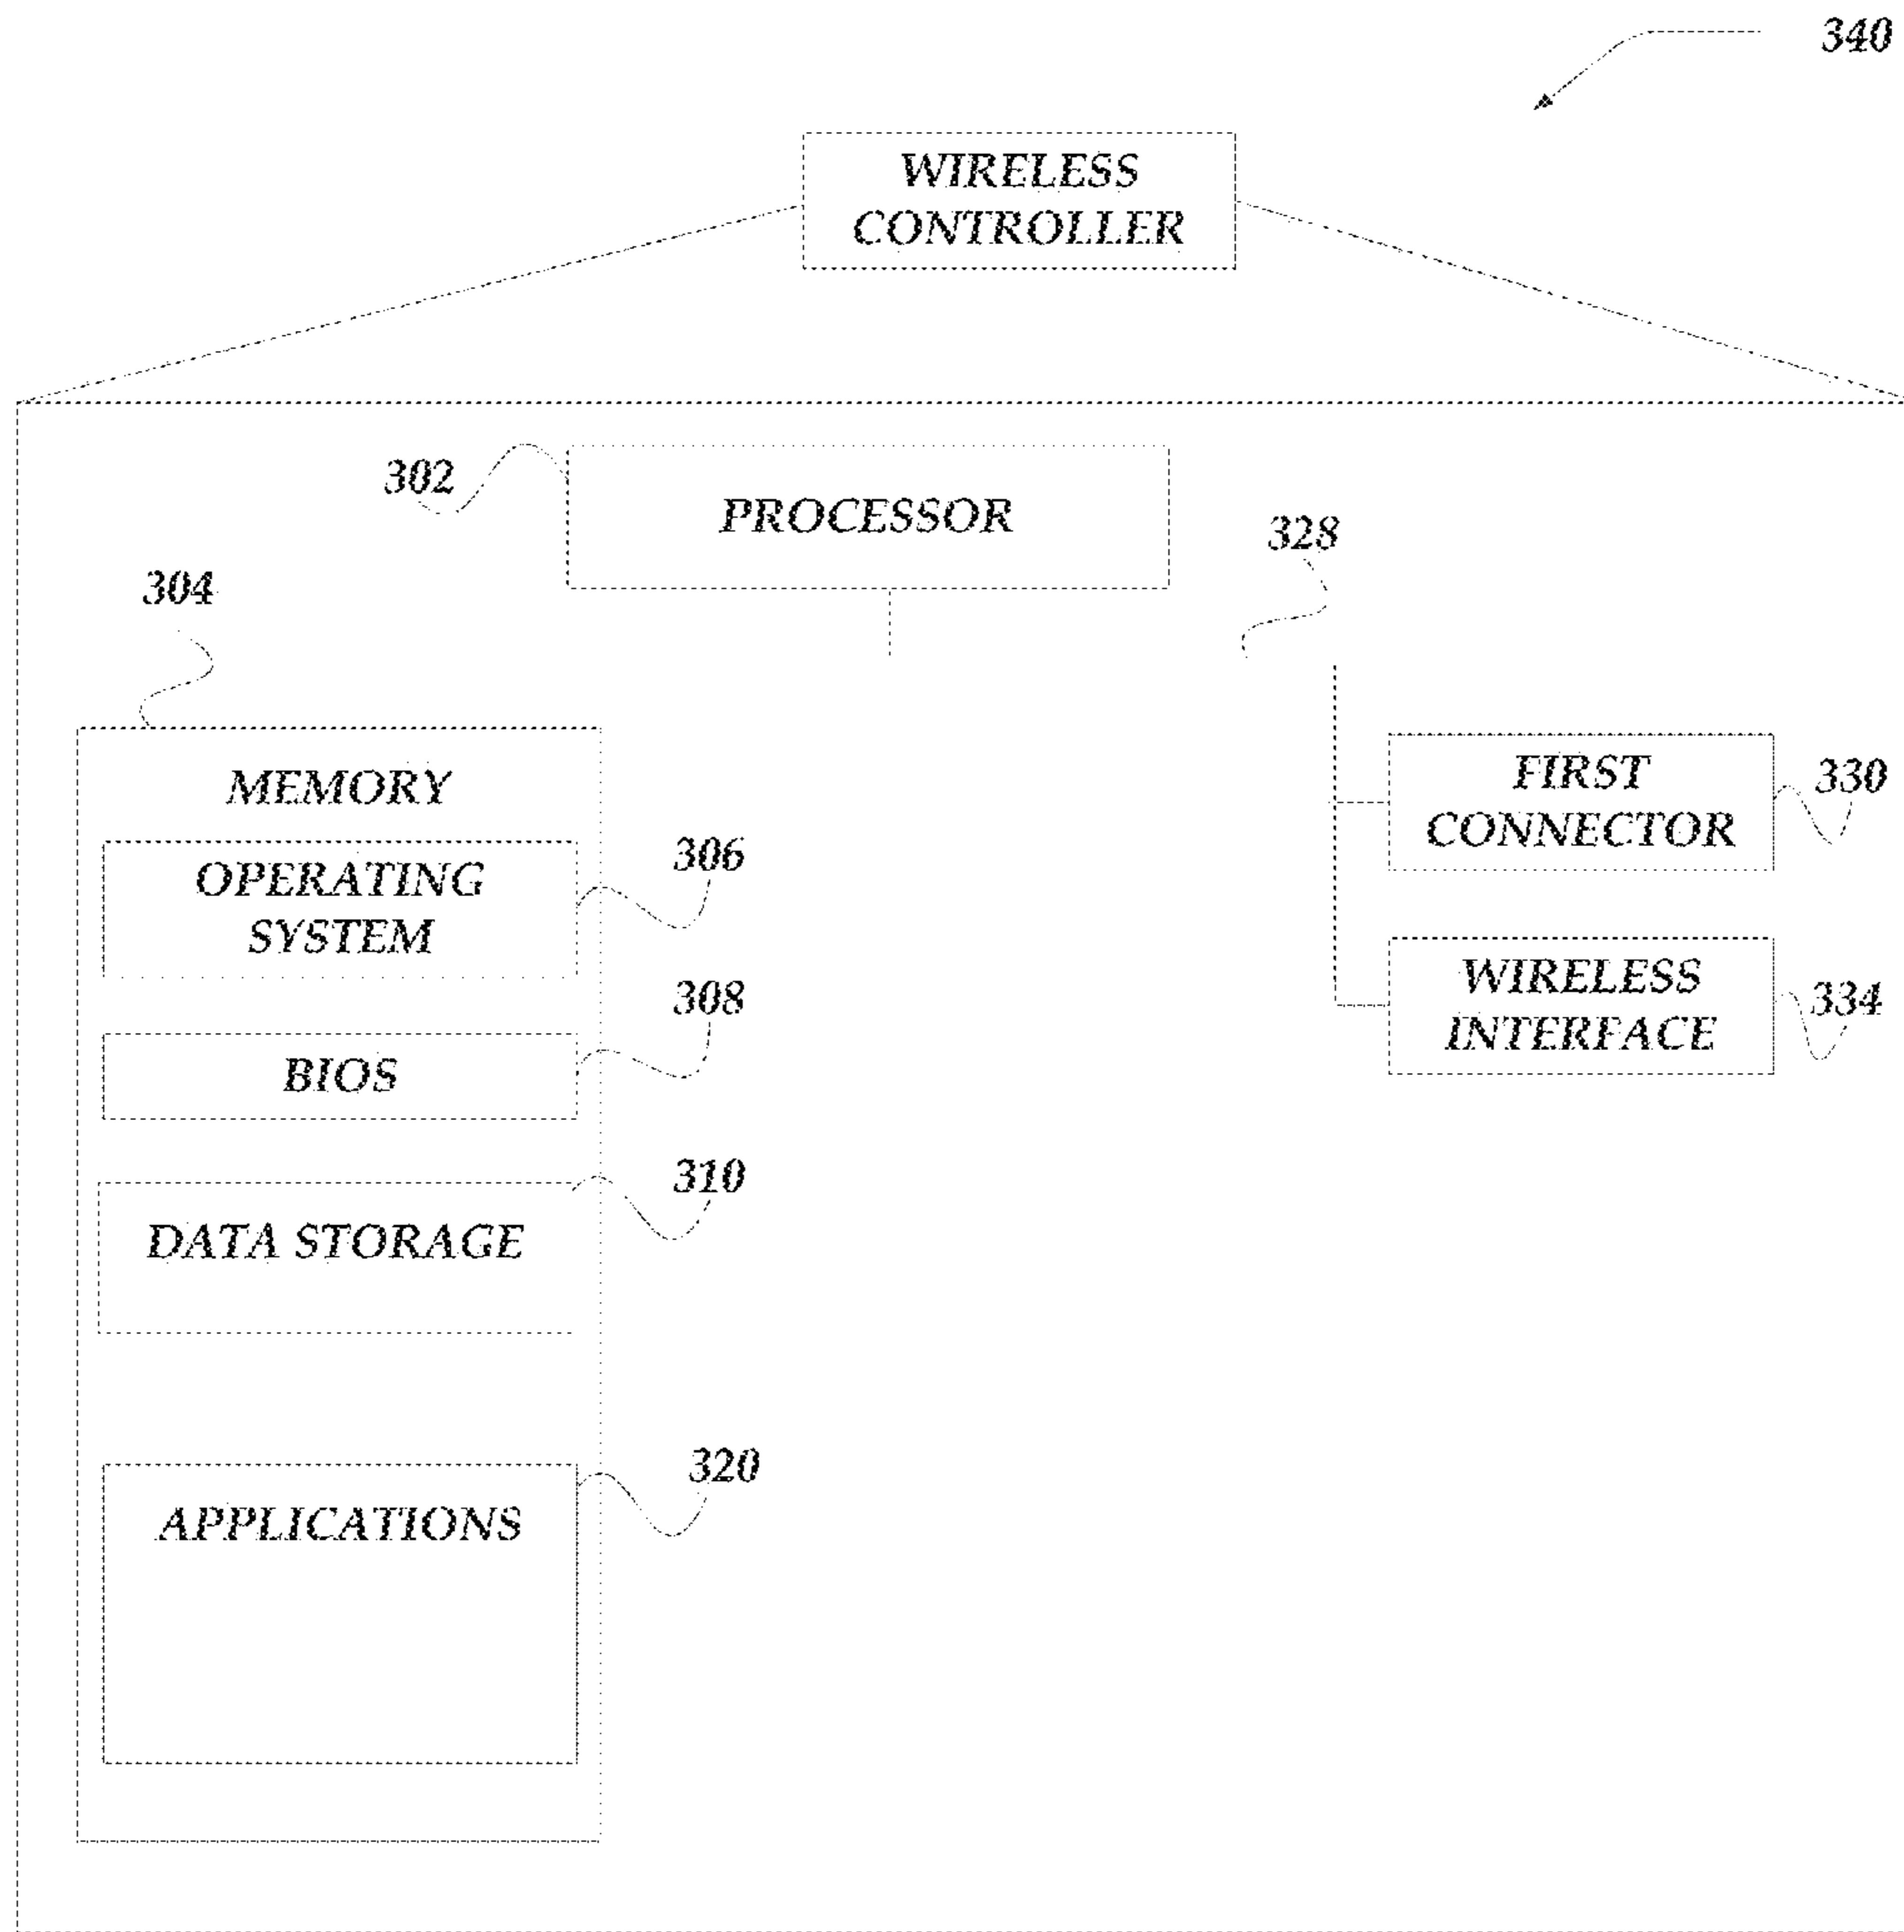 340
WIRELESS
CONTROLLER
302
PROCESSOR
328
304
MEMORY
FIRST
CONNECTOR
330
OPERATING
SYSTEM
306
WIRELESS
INTERFACE
334
308
BIOS
310
DATA STORAGE
320
APPLICATIONS